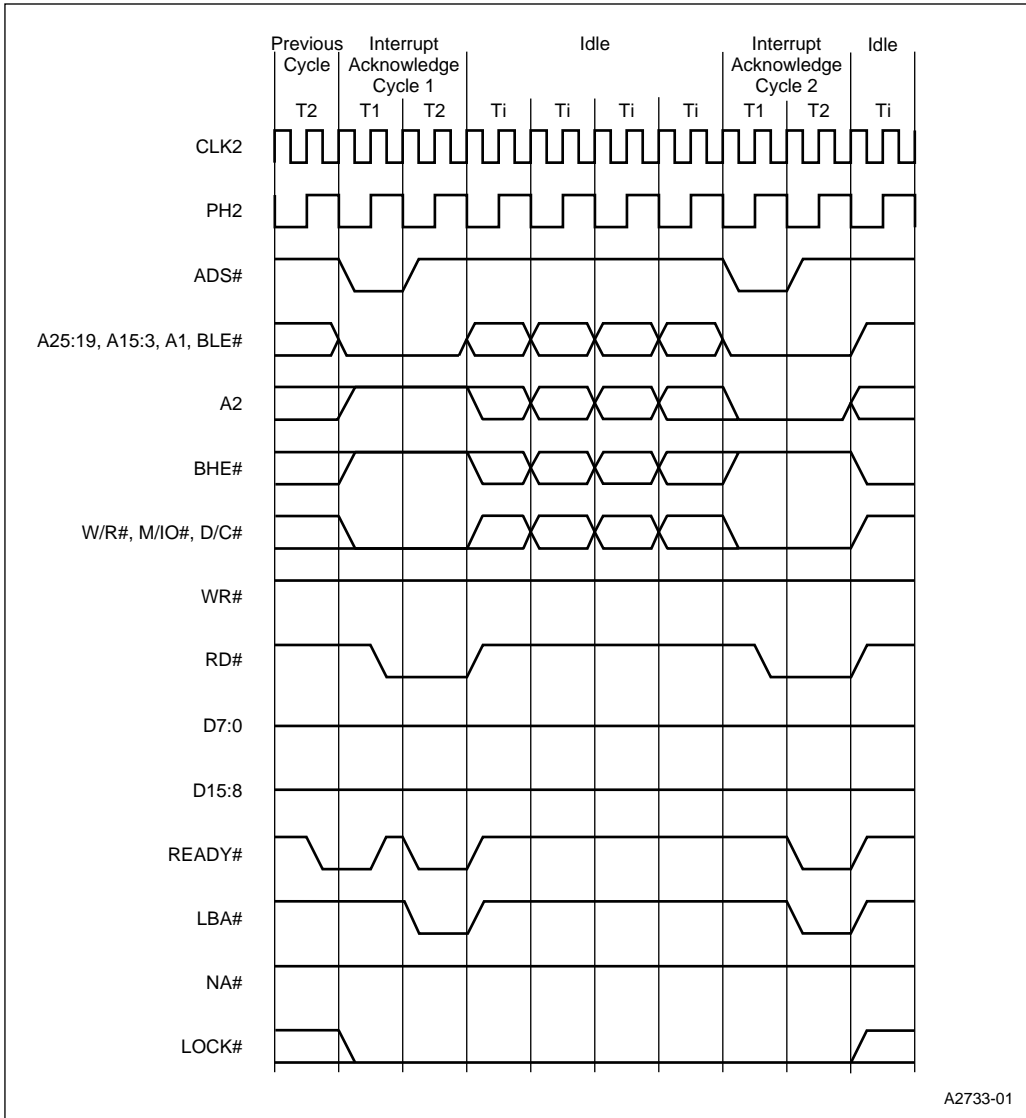 Previous Cycle
Interrupt Acknowledge Cycle 1
Idle
Interrupt Acknowledge Cycle 2
Idle
T2 T1 T2 Ti Ti Ti Ti T1 T2 Ti
CLK2
PH2
ADS#
A25:19, A15:3, A1, BLE#
A2
BHE#
W/R#, M/IO#, D/C#
WR#
RD#
D7:0
D15:8
READY#
LBA#
NA#
LOCK#
A2733-01